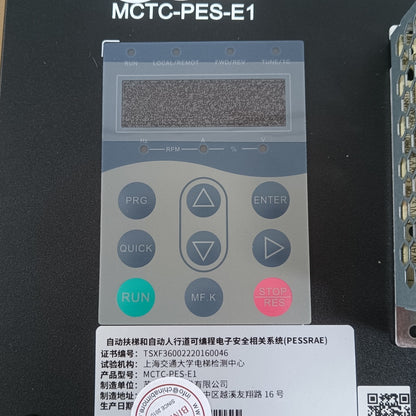 MCTC-PES-E1
RUN LOCAL/REMOT FWD/REV TUNE/TC
Hz RPM A % V
PRG ENTER
QUICK
RUN MF.K STOP/RES
自动扶梯和自动人行道可编程电子安全相关系统(PESSRAE)
证书编号: TSXF36002220160046
试验机构: 上海交通大学电梯检测中心
产品型号: MCTC-PES-E1
制造单 有限公司
制造地 中区越溪友翔路 16 号
生产日